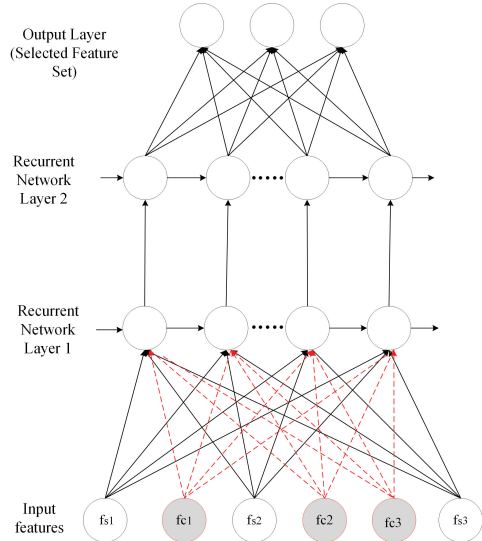 Output Layer
(Selected Feature
Set)
Recurrent
Network
Layer 2
Recurrent
Network
Layer 1
Input
features
fs1
fc1
fs2
fc2
fc3
fs3